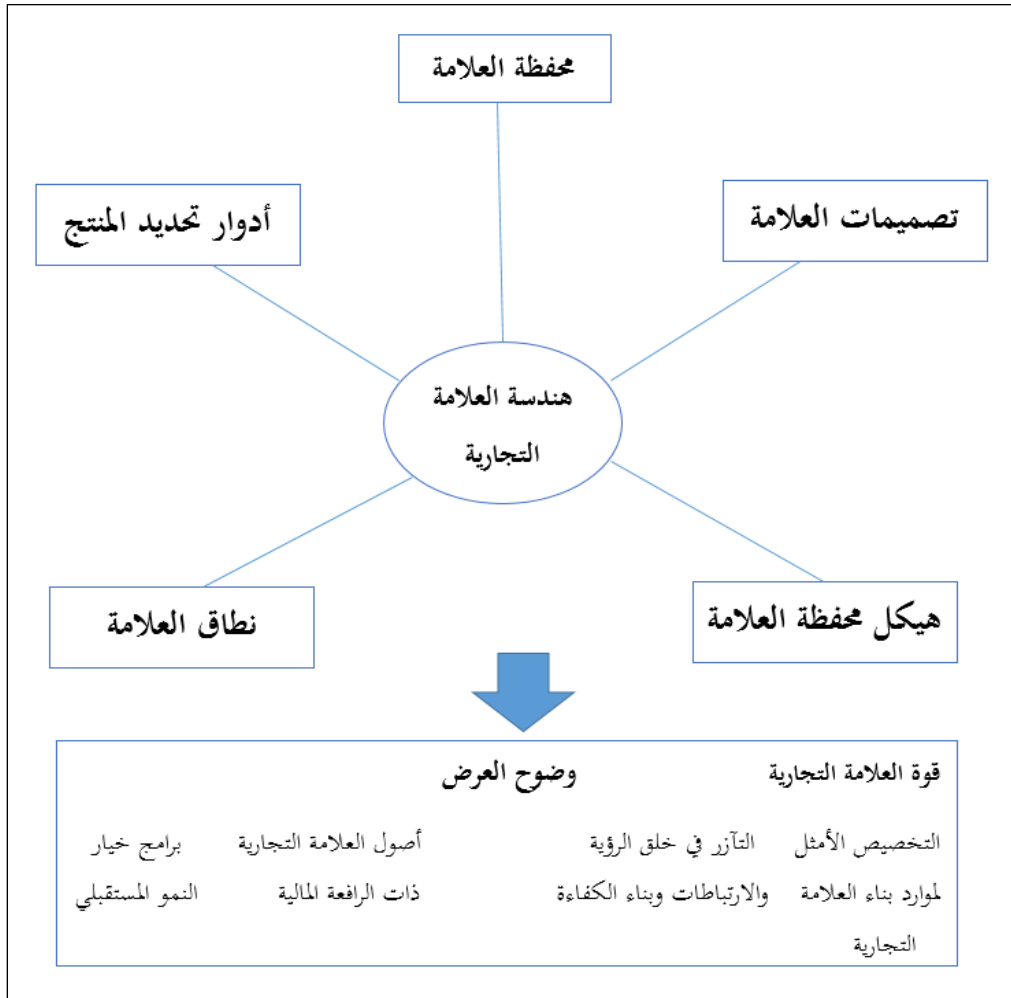 محفظة العلامة
تصميمات العلامة
أدوار تحديد المنتج
هندسة العلامة
التجارية
هيكل محفظة العلامة
نطاق العلامة
قوة العلامة التجارية
وضوح العرض
التخصيص الأمثل
لموارد بناء العلامة
التجارية
التآزر في خلق الرؤية
والارتباطات وبناء الكفاءة
أصول العلامة التجارية
ذات الرافعة المالية
برامج خيار
النمو المستقبلي